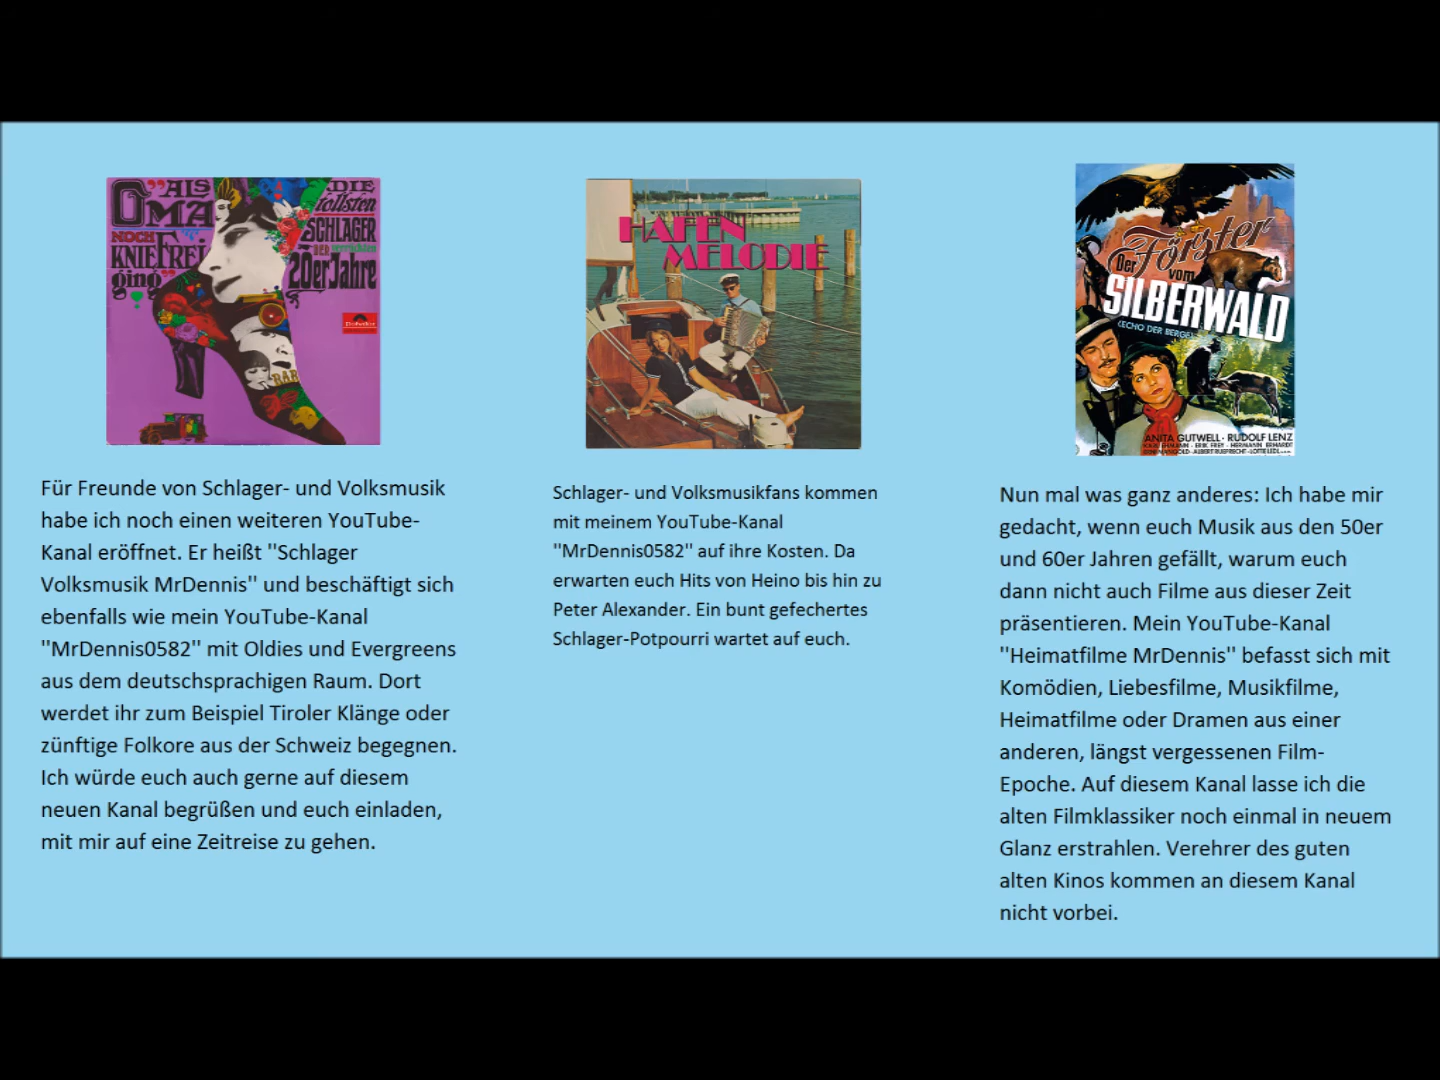 "ALS
OMA
NOCH
KNIEFREI
ging"
DIE
tollsten
SCHLAGER
DER verrückten
20erJahre
BAR
HAFEN
MELODIE
Der Förster
vom
SILBERWALD
(ECHO DER BERGE)
ANITA GUTWELL · RUDOLF LENZ
ERIK FREY · HERMANN ERHARDT
ALBERT RUEPRECHT
Für Freunde von Schlager- und Volksmusik
habe ich noch einen weiteren YouTube-
Kanal eröffnet. Er heißt "Schlager
Volksmusik MrDennis" und beschäftigt sich
ebenfalls wie mein YouTube-Kanal
"MrDennis0582" mit Oldies und Evergreens
aus dem deutschsprachigen Raum. Dort
werdet ihr zum Beispiel Tiroler Klänge oder
zünftige Folkore aus der Schweiz begegnen.
Ich würde euch auch gerne auf diesem
neuen Kanal begrüßen und euch einladen,
mit mir auf eine Zeitreise zu gehen.
Schlager- und Volksmusikfans kommen
mit meinem YouTube-Kanal
"MrDennis0582" auf ihre Kosten. Da
erwarten euch Hits von Heino bis hin zu
Peter Alexander. Ein bunt gefechertes
Schlager-Potpourri wartet auf euch.
Nun mal was ganz anderes: Ich habe mir
gedacht, wenn euch Musik aus den 50er
und 60er Jahren gefällt, warum euch
dann nicht auch Filme aus dieser Zeit
präsentieren. Mein YouTube-Kanal
"Heimatfilme MrDennis" befasst sich mit
Komödien, Liebesfilme, Musikfilme,
Heimatfilme oder Dramen aus einer
anderen, längst vergessenen Film-
Epoche. Auf diesem Kanal lasse ich die
alten Filmklassiker noch einmal in neuem
Glanz erstrahlen. Verehrer des guten
alten Kinos kommen an diesem Kanal
nicht vorbei.